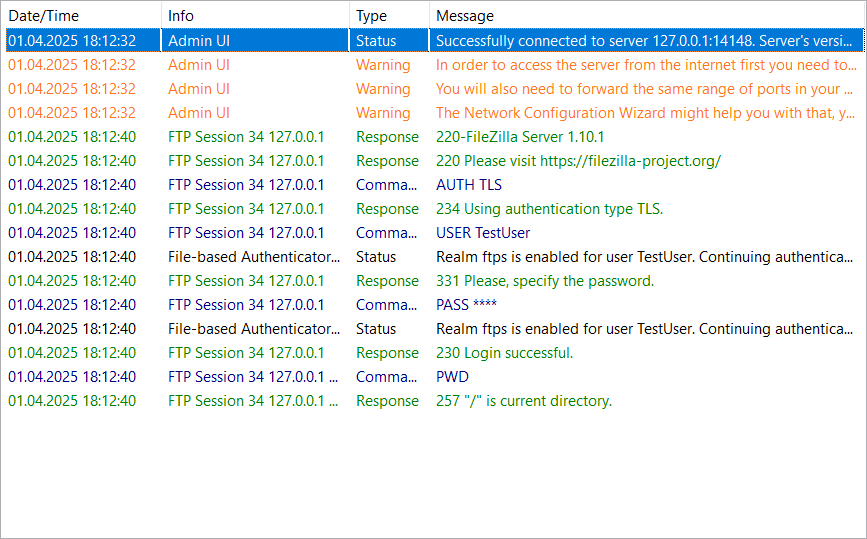 Date/Time Info Type Message
01.04.2025 18:12:32 Admin UI Status Successfully connected to server 127.0.0.1:14148. Server's versi...
01.04.2025 18:12:32 Admin UI Warning In order to access the server from the internet first you need to...
01.04.2025 18:12:32 Admin UI Warning You will also need to forward the same range of ports in your ...
01.04.2025 18:12:32 Admin UI Warning The Network Configuration Wizard might help you with that, y...
01.04.2025 18:12:40 FTP Session 34 127.0.0.1 Response 220-FileZilla Server 1.10.1
01.04.2025 18:12:40 FTP Session 34 127.0.0.1 Response 220 Please visit https://filezilla-project.org/
01.04.2025 18:12:40 FTP Session 34 127.0.0.1 Comma... AUTH TLS
01.04.2025 18:12:40 FTP Session 34 127.0.0.1 Response 234 Using authentication type TLS.
01.04.2025 18:12:40 FTP Session 34 127.0.0.1 Comma... USER TestUser
01.04.2025 18:12:40 File-based Authenticator... Status Realm ftps is enabled for user TestUser. Continuing authentica...
01.04.2025 18:12:40 FTP Session 34 127.0.0.1 Response 331 Please, specify the password.
01.04.2025 18:12:40 FTP Session 34 127.0.0.1 Comma... PASS ****
01.04.2025 18:12:40 File-based Authenticator... Status Realm ftps is enabled for user TestUser. Continuing authentica...
01.04.2025 18:12:40 FTP Session 34 127.0.0.1 Response 230 Login successful.
01.04.2025 18:12:40 FTP Session 34 127.0.0.1 ... Comma... PWD
01.04.2025 18:12:40 FTP Session 34 127.0.0.1 ... Response 257 "/" is current directory.